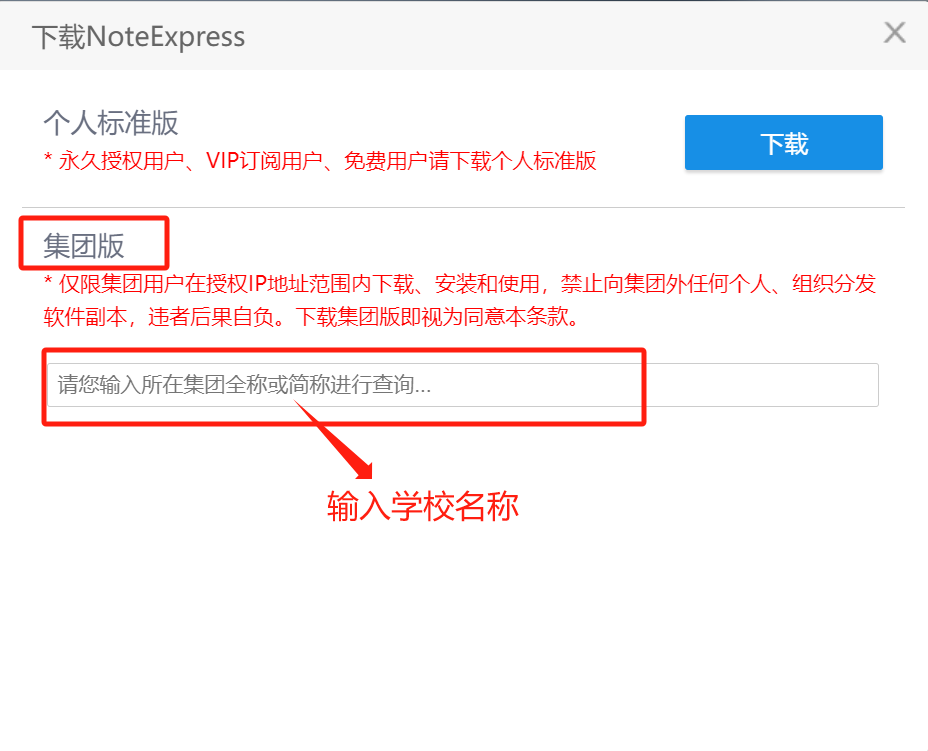 下载NoteExpress
个人标准版
* 永久授权用户、VIP订阅用户、免费用户请下载个人标准版
下载
集团版
* 仅限集团用户在授权IP地址范围内下载、安装和使用，禁止向集团外任何个人、组织分发
软件副本，违者后果自负。下载集团版即视为同意本条款。
请您输入所在集团全称或简称进行查询...
输入学校名称